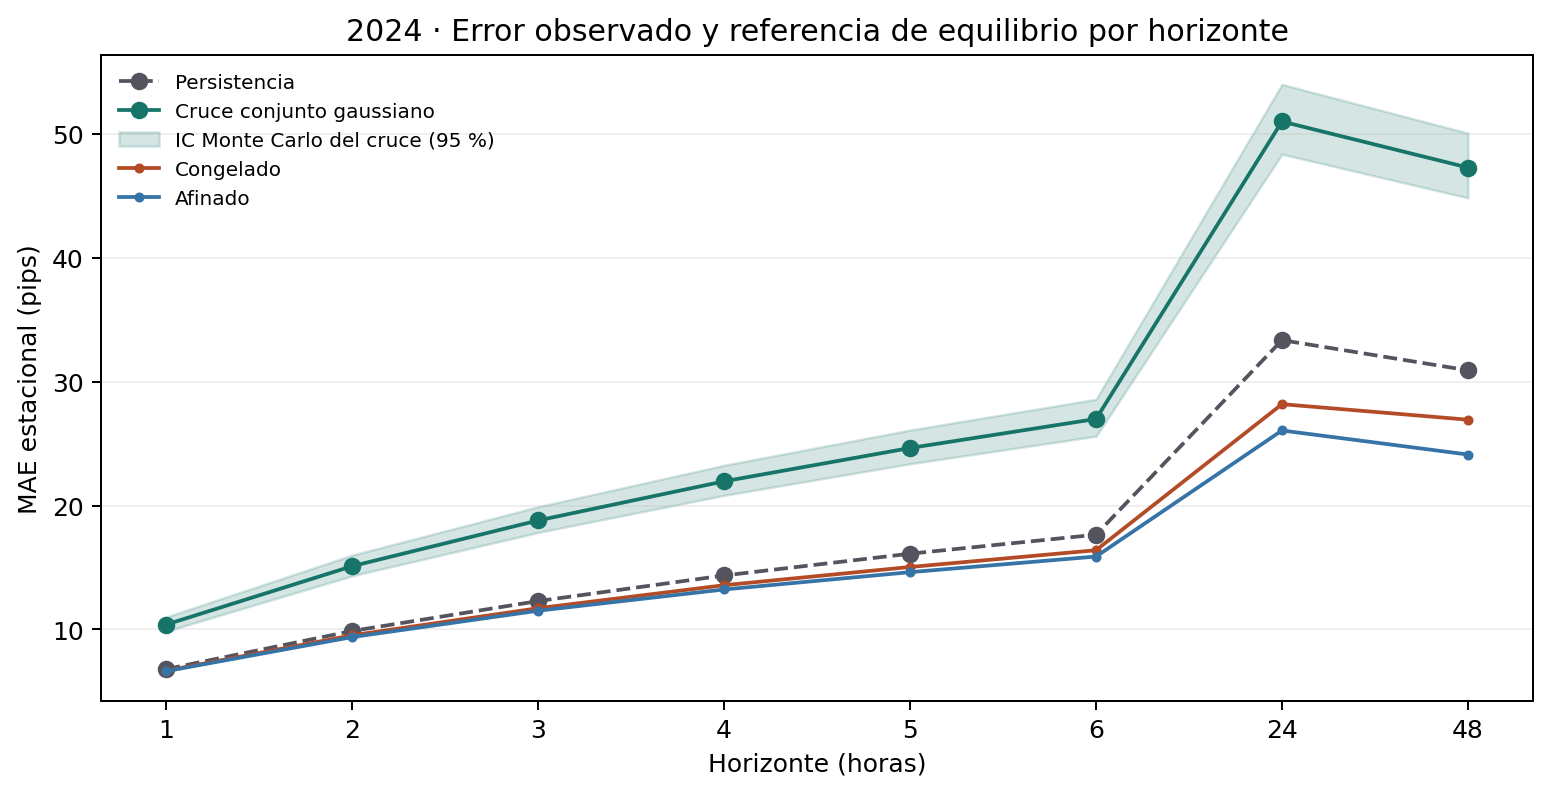 2024 · Error observado y referencia de equilibrio por horizonte
Persistencia
Cruce conjunto gaussiano
IC Monte Carlo del cruce (95 %)
Congelado
Afinado
MAE estacional (pips)
50
40
30
20
10
1 2 3 4 5 6 24 48
Horizonte (horas)